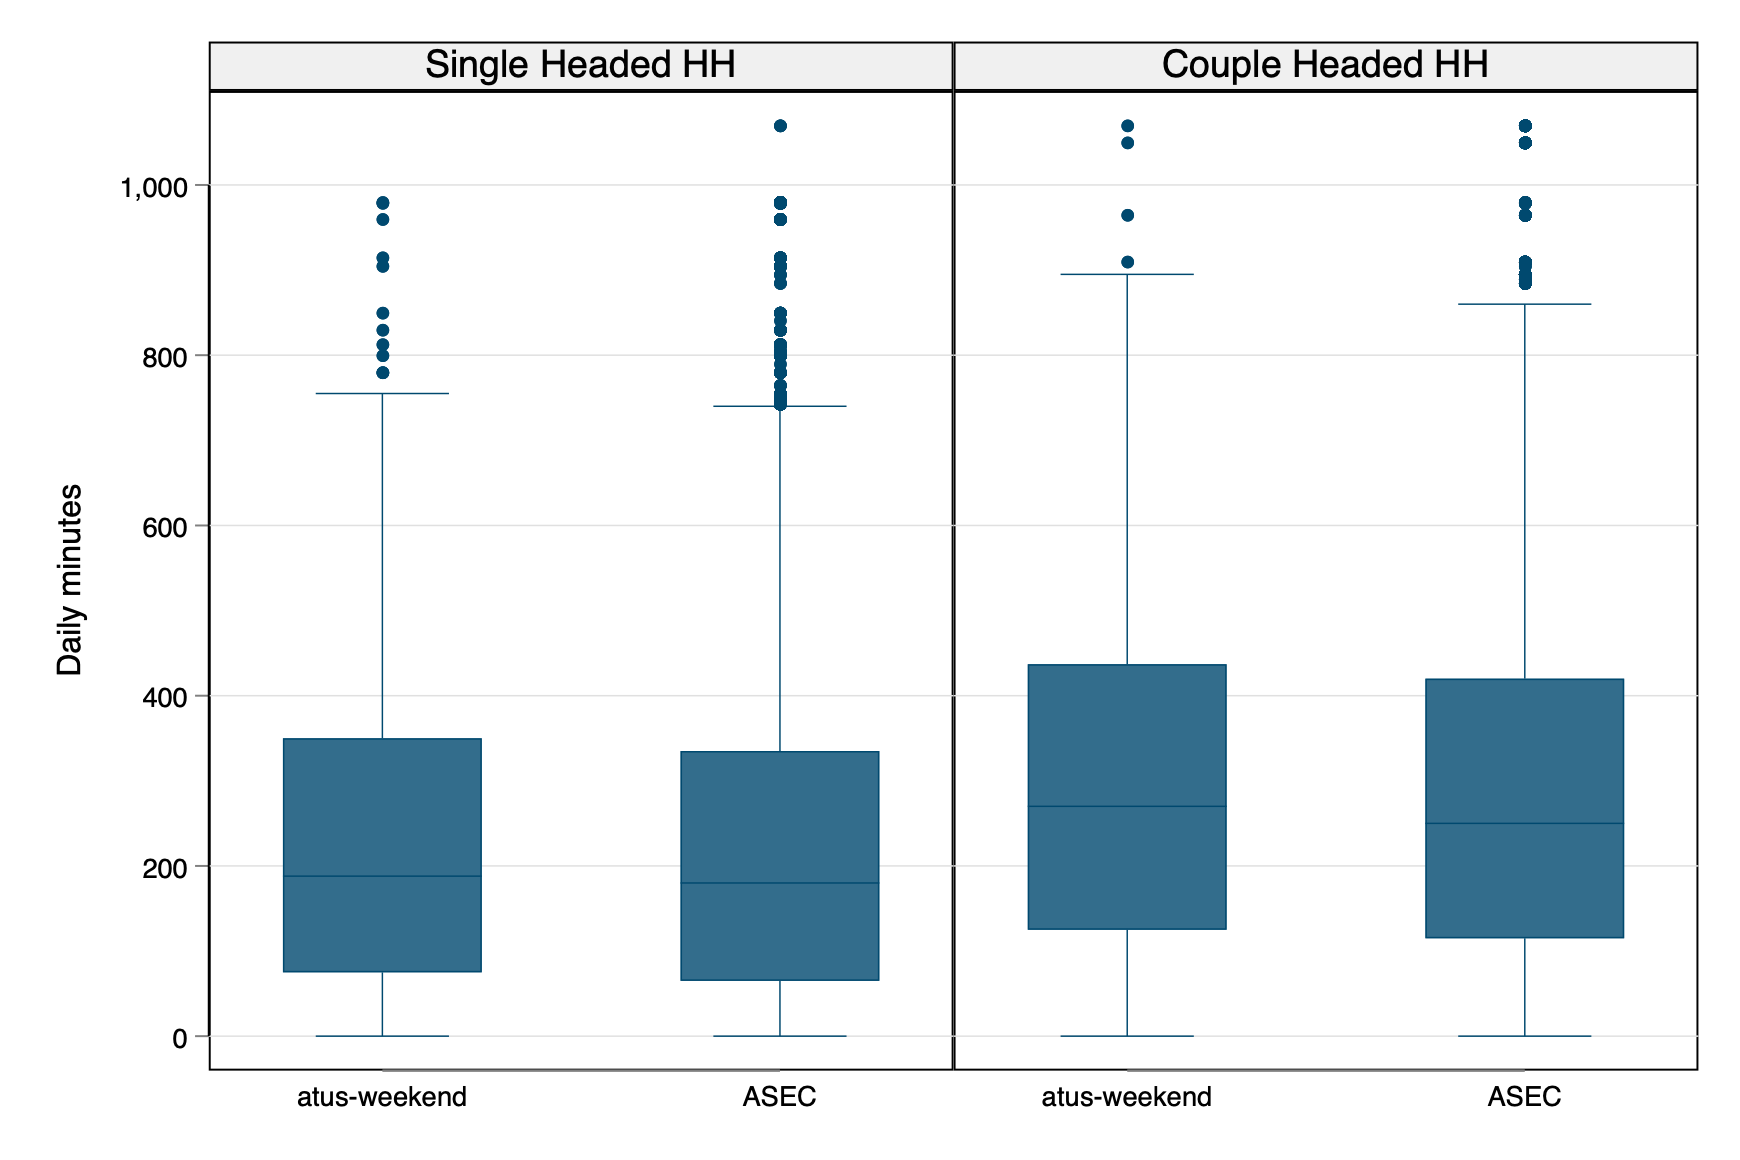 Single Headed HH
Couple Headed HH
Daily minutes
1,000
800
600
400
200
0
atus-weekend
ASEC
atus-weekend
ASEC